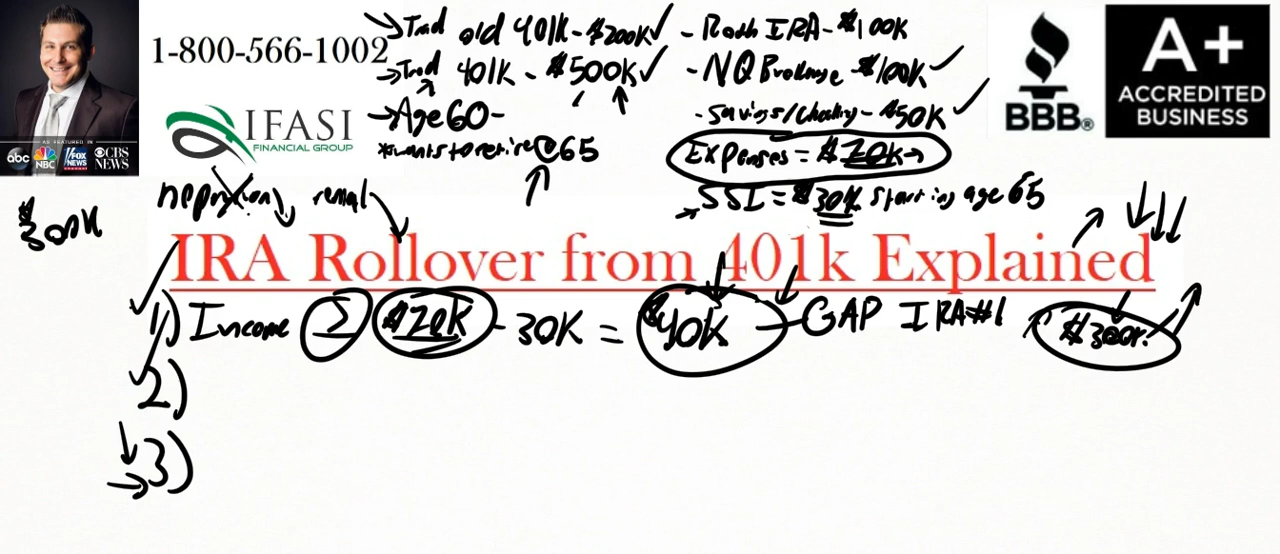 1-800-566-1002
AS FEATURED IN
abc NBC FOX NEWS CBS NEWS
IFASI
FINANCIAL GROUP
Trad old 401k - $200K - Roth IRA - $100K
Trad 401K - $500K - NQ Brokerage $100K
Age 60 - - Savings/Checking - $50K
*wants to retire @ 65
Expenses = $70K
SSI = $30K starting age 65
BBB®
A+
ACCREDITED
BUSINESS
no pensions rental
$300K
IRA Rollover from 401k Explained
1) Income Σ $70K - 30K = $40K - GAP IRA #1 $300K
2)
3)